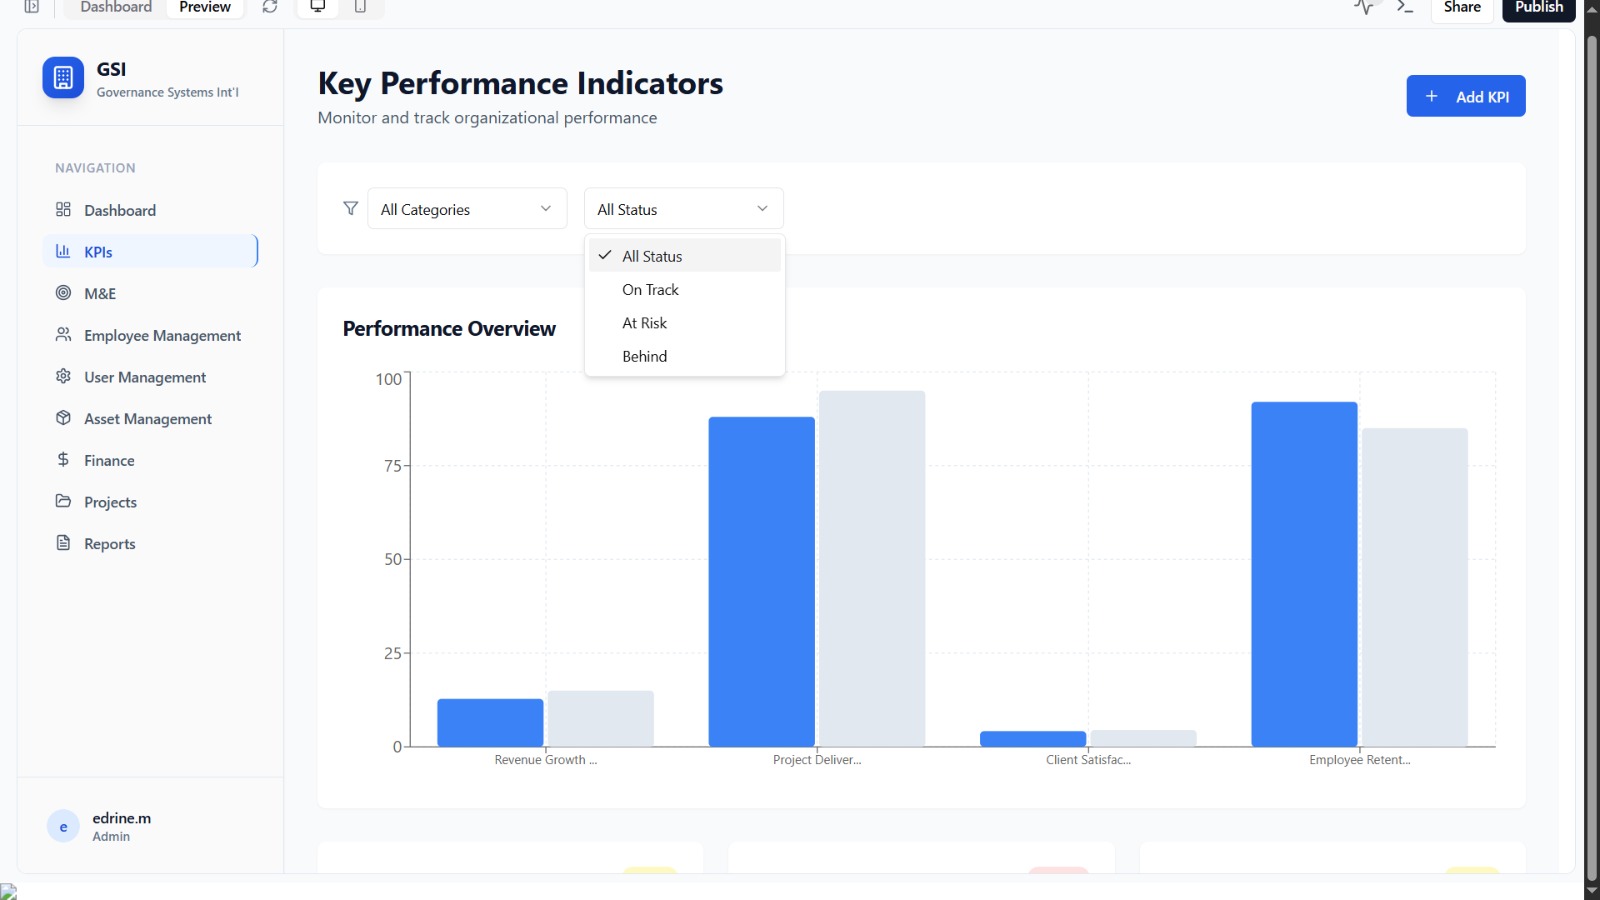 Dashboard
Preview
Share
Publish
GSI
Governance Systems Int'l
NAVIGATION
Dashboard
KPIs
M&E
Employee Management
User Management
Asset Management
Finance
Projects
Reports
edrine.m
e
Admin
Key Performance Indicators
Monitor and track organizational performance
+ Add KPI
All Categories
All Status
All Status
On Track
At Risk
Behind
Performance Overview
100
75
50
25
0
Revenue Growth ...
Project Deliver...
Client Satisfac...
Employee Retent...